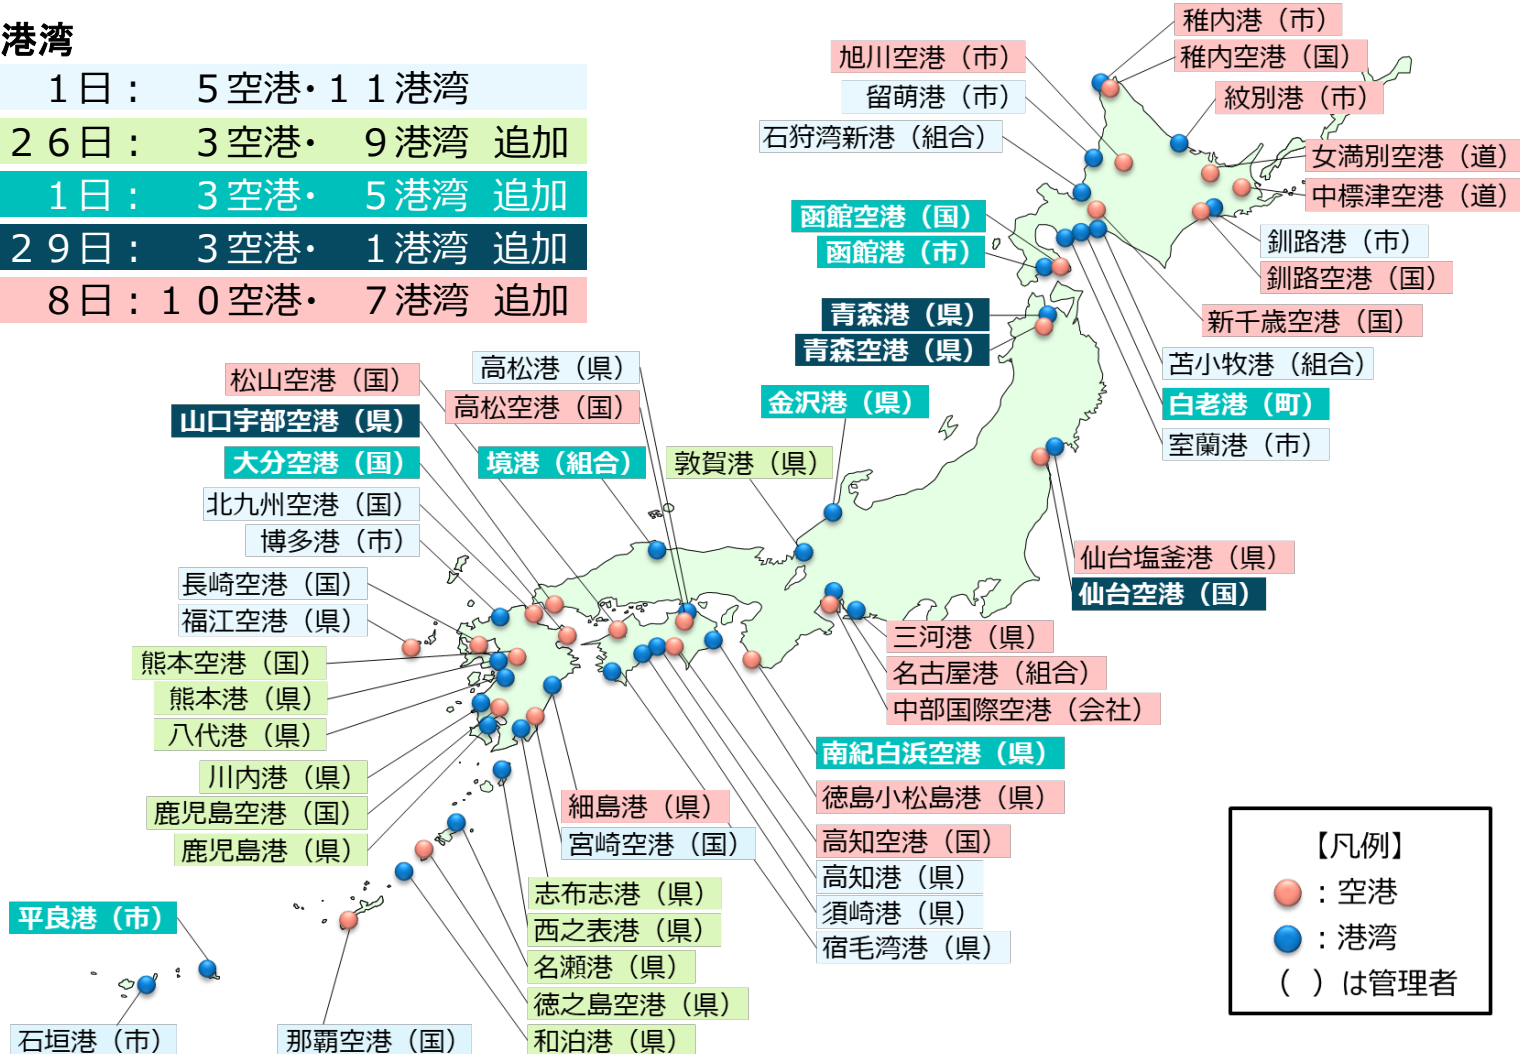 港湾
１日： ５空港・１１港湾
２６日： ３空港・ ９港湾 追加
１日： ３空港・ ５港湾 追加
２９日： ３空港・ １港湾 追加
８日：１０空港・ ７港湾 追加
稚内港（市）
旭川空港（市）
稚内空港（国）
留萌港（市）
紋別港（市）
石狩湾新港（組合）
女満別空港（道）
中標津空港（道）
函館空港（国）
函館港（市）
釧路港（市）
釧路空港（国）
青森港（県）
新千歳空港（国）
青森空港（県）
苫小牧港（組合）
白老港（町）
室蘭港（市）
高松港（県）
松山空港（国）
高松空港（国）
金沢港（県）
山口宇部空港（県）
大分空港（国）
境港（組合）
敦賀港（県）
北九州空港（国）
博多港（市）
長崎空港（国）
福江空港（県）
仙台塩釜港（県）
仙台空港（国）
熊本空港（国）
熊本港（県）
八代港（県）
三河港（県）
名古屋港（組合）
中部国際空港（会社）
川内港（県）
鹿児島空港（国）
鹿児島港（県）
南紀白浜空港（県）
徳島小松島港（県）
高知空港（国）
高知港（県）
須崎港（県）
宿毛湾港（県）
細島港（県）
宮崎空港（国）
志布志港（県）
西之表港（県）
名瀬港（県）
徳之島空港（県）
和泊港（県）
平良港（市）
石垣港（市）
那覇空港（国）
【凡例】
：空港
：港湾
（ ）は管理者